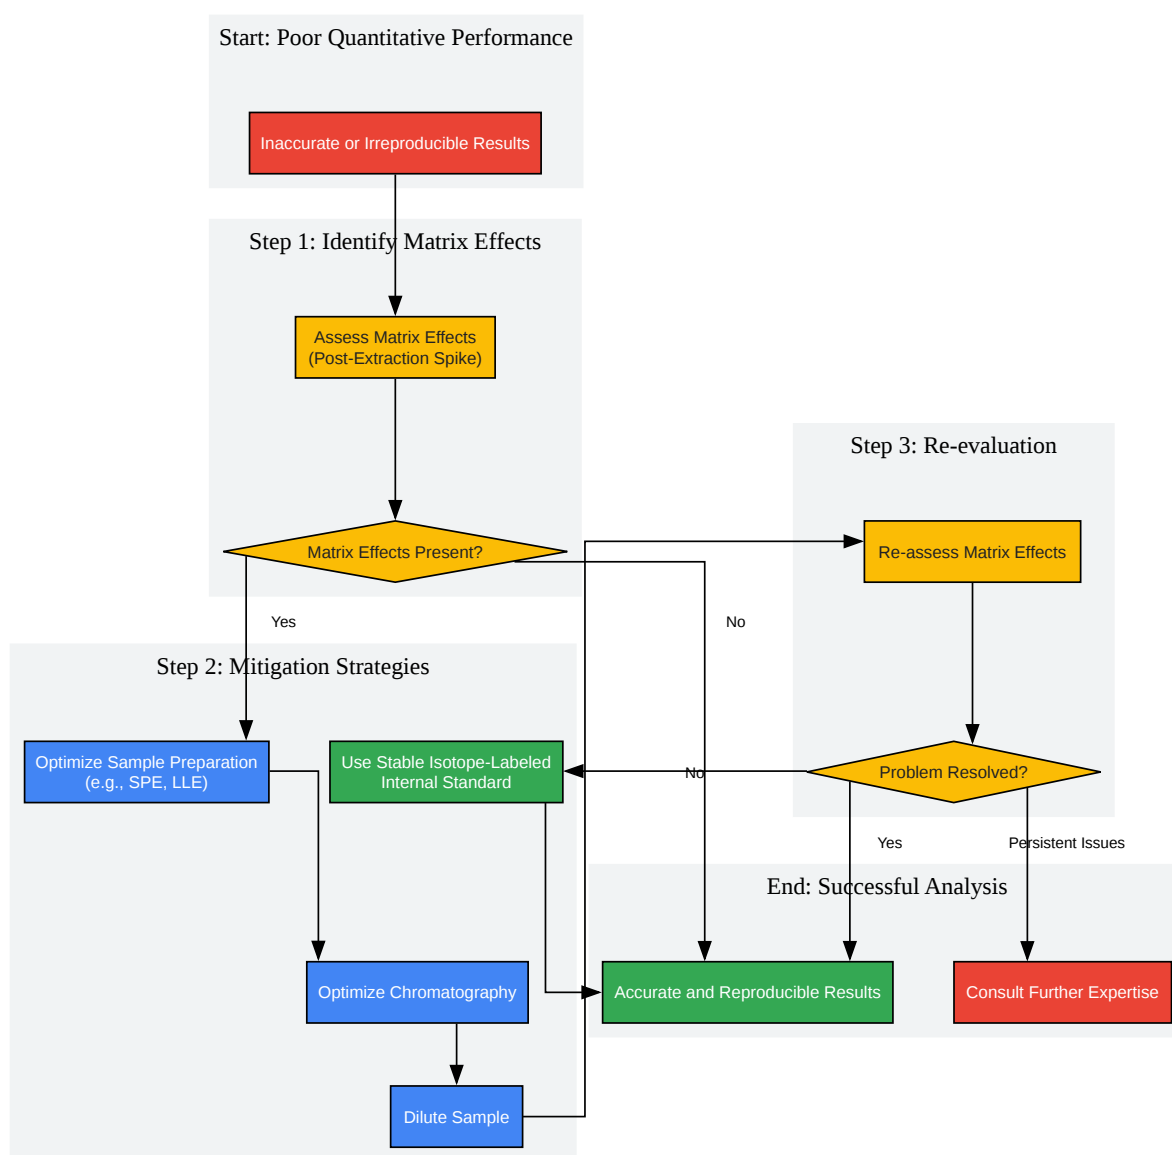 Start: Poor Quantitative Performance
Inaccurate or Irreproducible Results
Step 1: Identify Matrix Effects
Assess Matrix Effects
(Post-Extraction Spike)
Matrix Effects Present?
Yes
No
Step 2: Mitigation Strategies
Optimize Sample Preparation
(e.g., SPE, LLE)
Use Stable Isotope-Labeled
Internal Standard
Optimize Chromatography
Dilute Sample
Step 3: Re-evaluation
Re-assess Matrix Effects
Problem Resolved?
No
Yes
Persistent Issues
End: Successful Analysis
Accurate and Reproducible Results
Consult Further Expertise